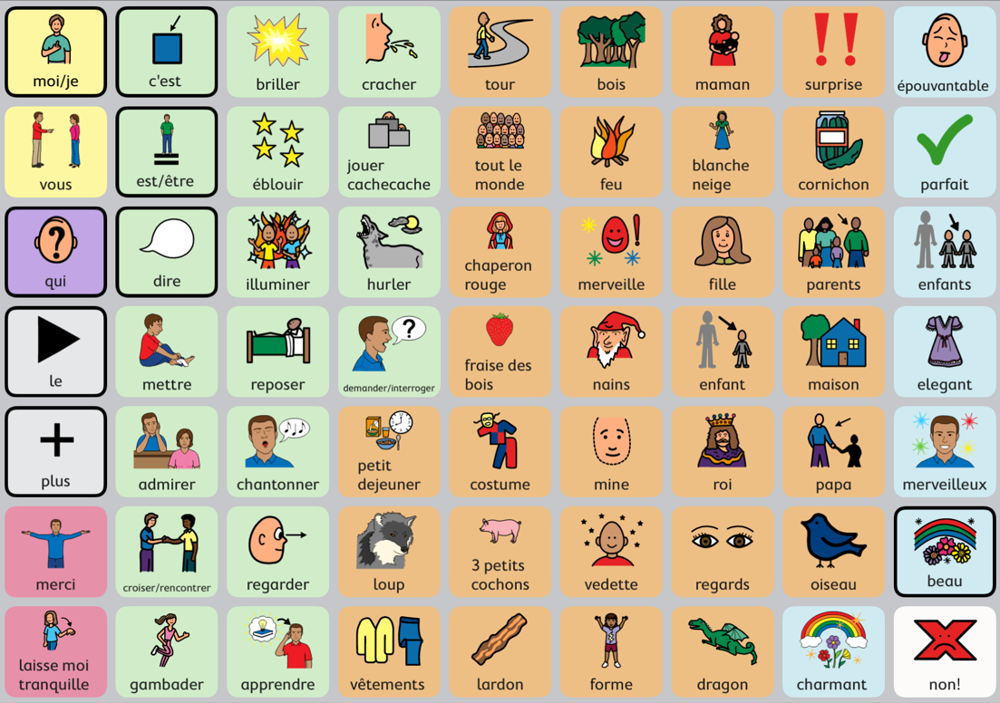 moi/je
c'est
briller
cracher
tour
bois
maman
surprise
épouvantable
vous
est/être
éblouir
jouer
cachecache
tout le
monde
feu
blanche
neige
cornichon
parfait
qui
dire
illuminer
hurler
chaperon
rouge
merveille
fille
parents
enfants
le
mettre
reposer
demander/interroger
fraise des
bois
nains
enfant
maison
elegant
plus
admirer
chantonner
petit
dejeuner
costume
mine
roi
papa
merveilleux
merci
croiser/rencontrer
regarder
loup
3 petits
cochons
vedette
regards
oiseau
beau
laisse moi
tranquille
gambader
apprendre
vêtements
lardon
forme
dragon
charmant
non!